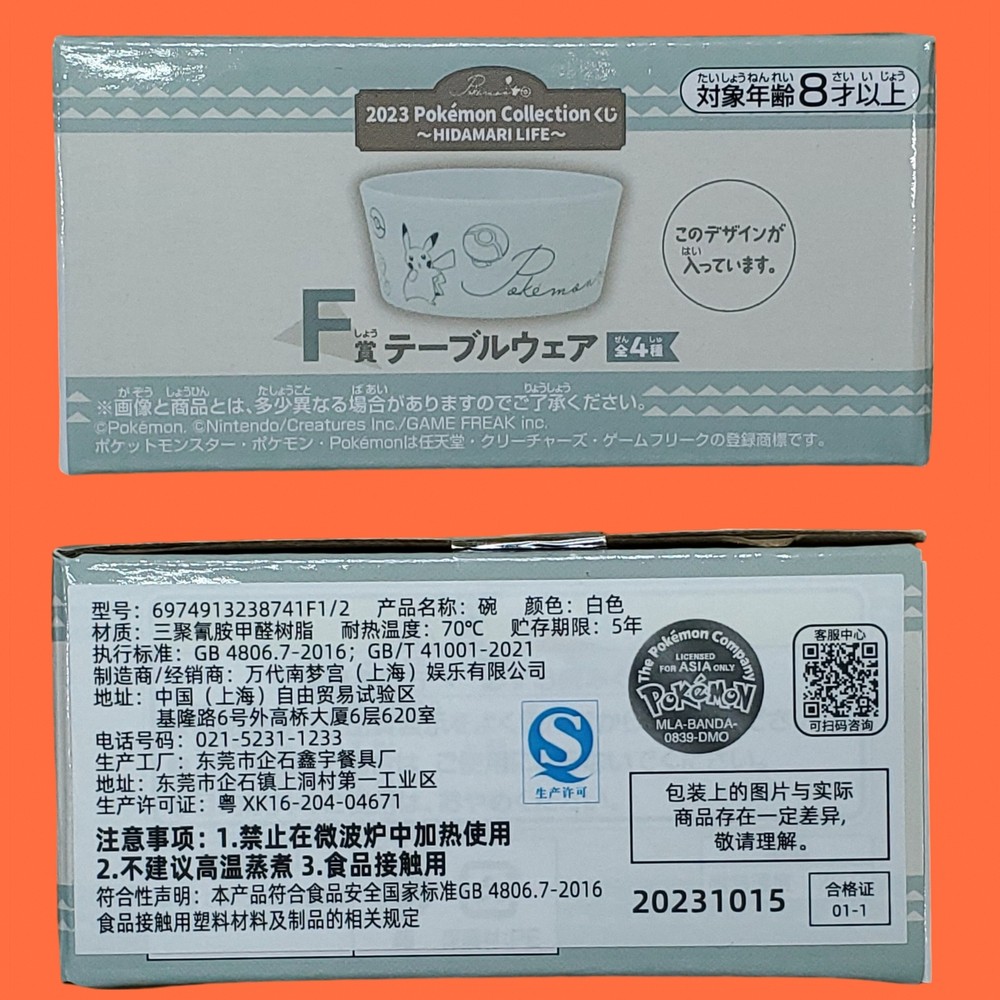 Pokémon
2023 Pokémon Collection くじ
～HIDAMARI LIFE～
たいしょうねんれい さいいじょう
対象年齢8才以上
Pokémon
このデザインが
はい
入っています。
しょう ぜん しゅ
F賞 テーブルウェア 全4種
がぞう しょうひん たしょうこと ばあい りょうしょう
※画像と商品とは、多少異なる場合がありますのでご了承ください。
©Pokémon. ©Nintendo/Creatures Inc./GAME FREAK inc.
ポケットモンスター・ポケモン・Pokémonは任天堂・クリーチャーズ・ゲームフリークの登録商標です。
型号：6974913238741F1/2 产品名称：碗 颜色：白色
材质：三聚氰胺甲醛树脂 耐热温度：70℃ 贮存期限：5年
执行标准：GB 4806.7-2016；GB/T 41001-2021
制造商/经销商：万代南梦宫（上海）娱乐有限公司
地址：中国（上海）自由贸易试验区
基隆路6号外高桥大厦6层620室
电话号码：021-5231-1233
生产工厂：东莞市企石鑫宇餐具厂
地址：东莞市企石镇上洞村第一工业区
生产许可证：粤 XK16-204-04671
注意事项：1.禁止在微波炉中加热使用
2.不建议高温蒸煮 3.食品接触用
符合性声明：本产品符合食品安全国家标准GB 4806.7-2016
食品接触用塑料材料及制品的相关规定
生产许可
The Pokémon Company
LICENSED
FOR ASIA ONLY
POKéMON
MLA-BANDA-
0839-DMO
客服中心
可扫码咨询
包装上的图片与实际
商品存在一定差异,
敬请理解。
20231015
合格证
01-1